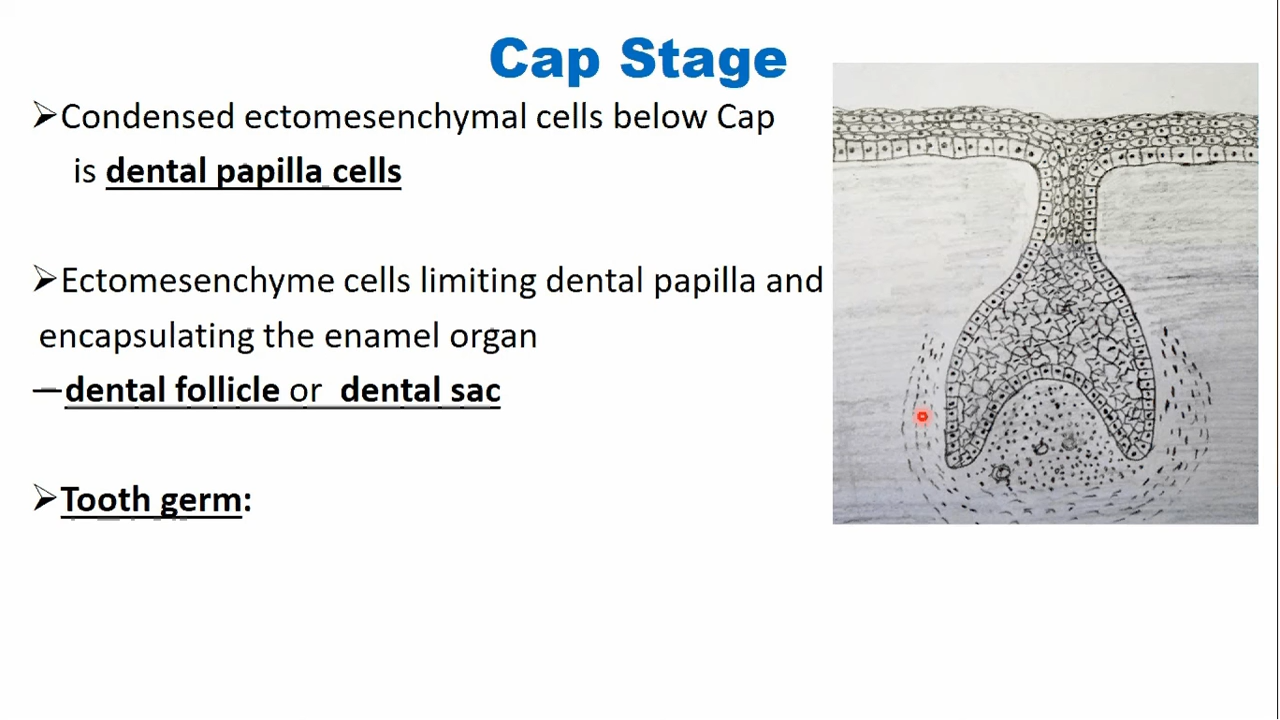 Cap Stage
➢Condensed ectomesenchymal cells below Cap
is dental papilla cells
➢Ectomesenchyme cells limiting dental papilla and
encapsulating the enamel organ
—dental follicle or dental sac
➢Tooth germ: